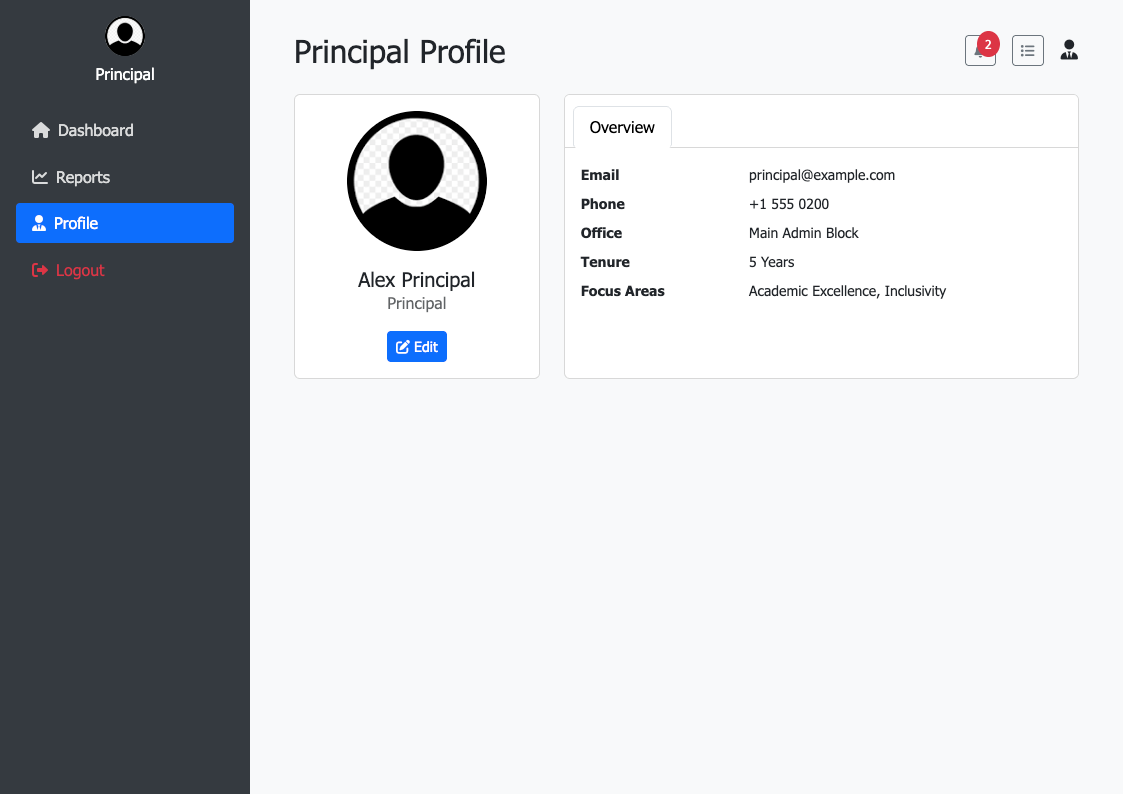 Principal
Dashboard
Reports
Profile
Logout
Principal Profile
2
Alex Principal
Principal
Edit
Overview
Email principal@example.com
Phone +1 555 0200
Office Main Admin Block
Tenure 5 Years
Focus Areas Academic Excellence, Inclusivity